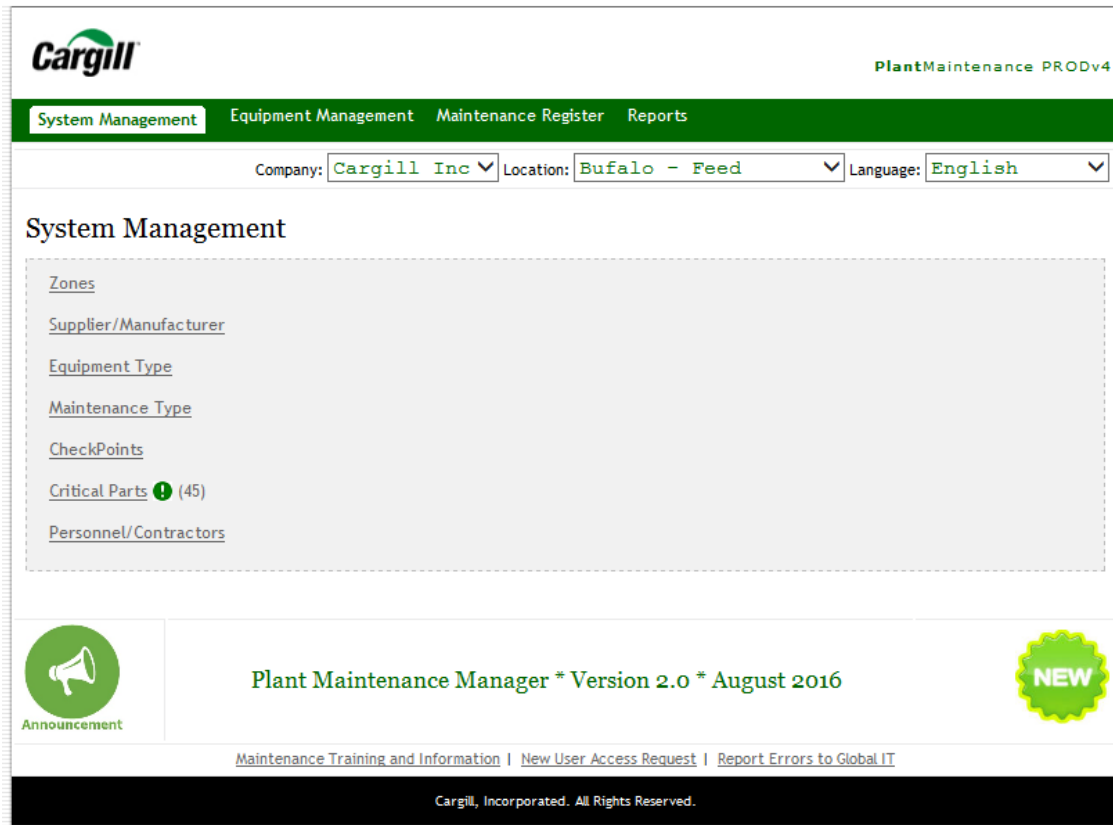 Cargill
PlantMaintenance PRODv4
System Management Equipment Management Maintenance Register Reports
Company: Cargill Inc Location: Bufalo - Feed Language: English
System Management
Zones
Supplier/Manufacturer
Equipment Type
Maintenance Type
CheckPoints
Critical Parts ! (45)
Personnel/Contractors
Plant Maintenance Manager * Version 2.0 * August 2016
NEW
Announcement
Maintenance Training and Information | New User Access Request | Report Errors to Global IT
Cargill, Incorporated. All Rights Reserved.